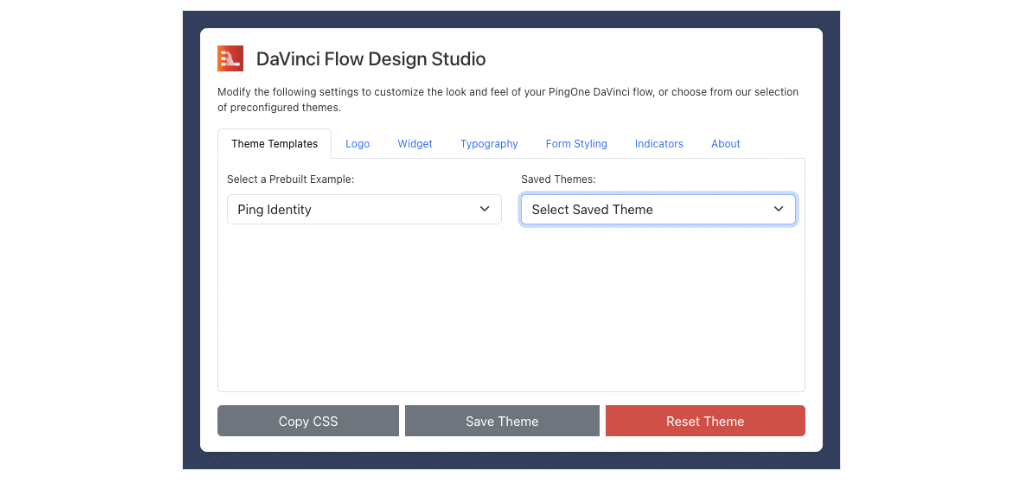 DaVinci Flow Design Studio
Modify the following settings to customize the look and feel of your PingOne DaVinci flow, or choose from our selection
of preconfigured themes.
Theme Templates Logo Widget Typography Form Styling Indicators About
Select a Prebuilt Example: Saved Themes:
Ping Identity Select Saved Theme
Copy CSS Save Theme Reset Theme